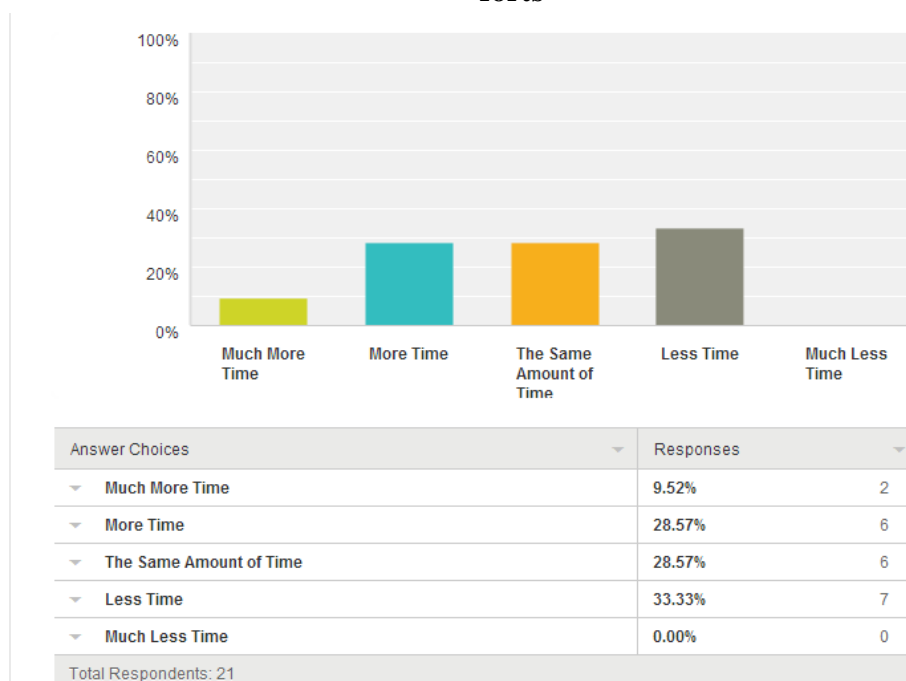 100%
80%
60%
40%
20%
0%
Much More
Time
More Time
The Same
Amount of
Time
Less Time
Much Less
Time
Answer Choices Responses
Much More Time 9.52% 2
More Time 28.57% 6
The Same Amount of Time 28.57% 6
Less Time 33.33% 7
Much Less Time 0.00% 0
Total Respondents: 21